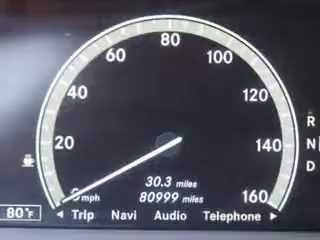 80
60 100
40 120
20 140
mph 160
R
N
D
30.3 miles
80999 miles
80°F
Trip Navi Audio Telephone